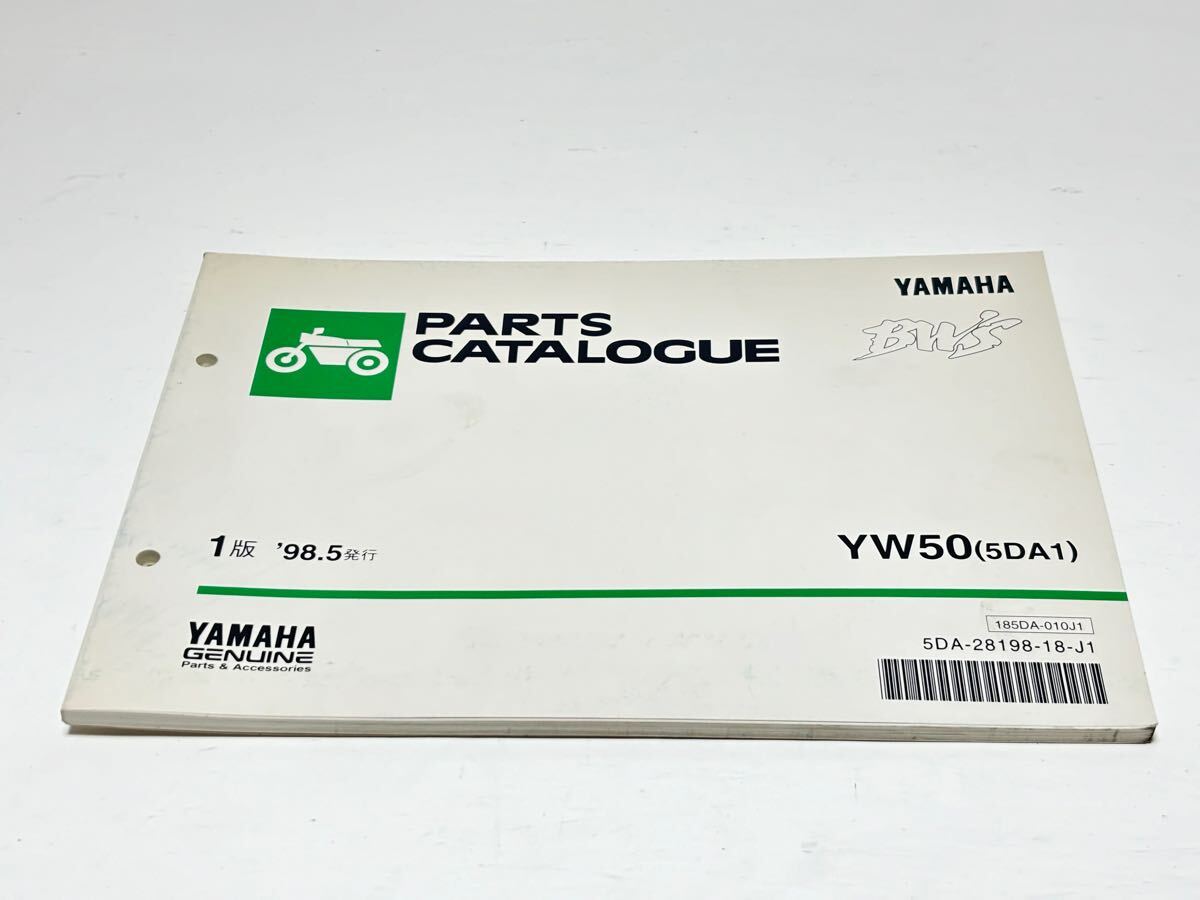 YAMAHA
BW'S
PARTS
CATALOGUE
1版 '98.5発行
YW50(5DA1)
YAMAHA
GENUINE
Parts & Accessories
185DA-010J1
5DA-28198-18-J1